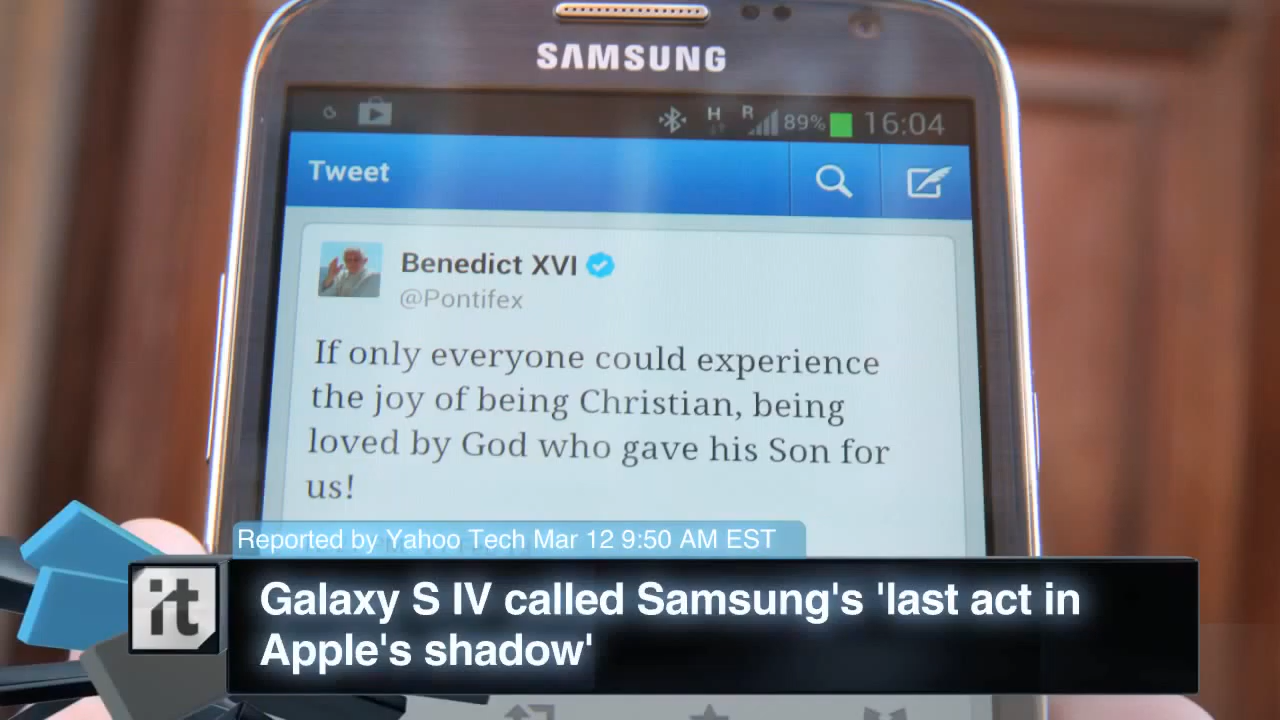 SAMSUNG
H R 89% 16:04
Tweet
Benedict XVI
@Pontifex
If only everyone could experience
the joy of being Christian, being
loved by God who gave his Son for
us!
Reported by Yahoo Tech Mar 12 9:50 AM EST
it
Galaxy S IV called Samsung's 'last act in
Apple's shadow'